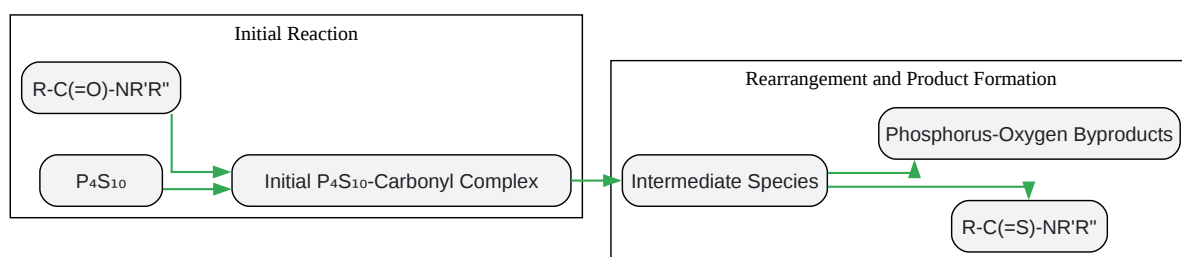 Initial Reaction
R-C(=O)-NR'R"
P₄S₁₀
Initial P₄S₁₀-Carbonyl Complex
Rearrangement and Product Formation
Phosphorus-Oxygen Byproducts
Intermediate Species
R-C(=S)-NR'R"